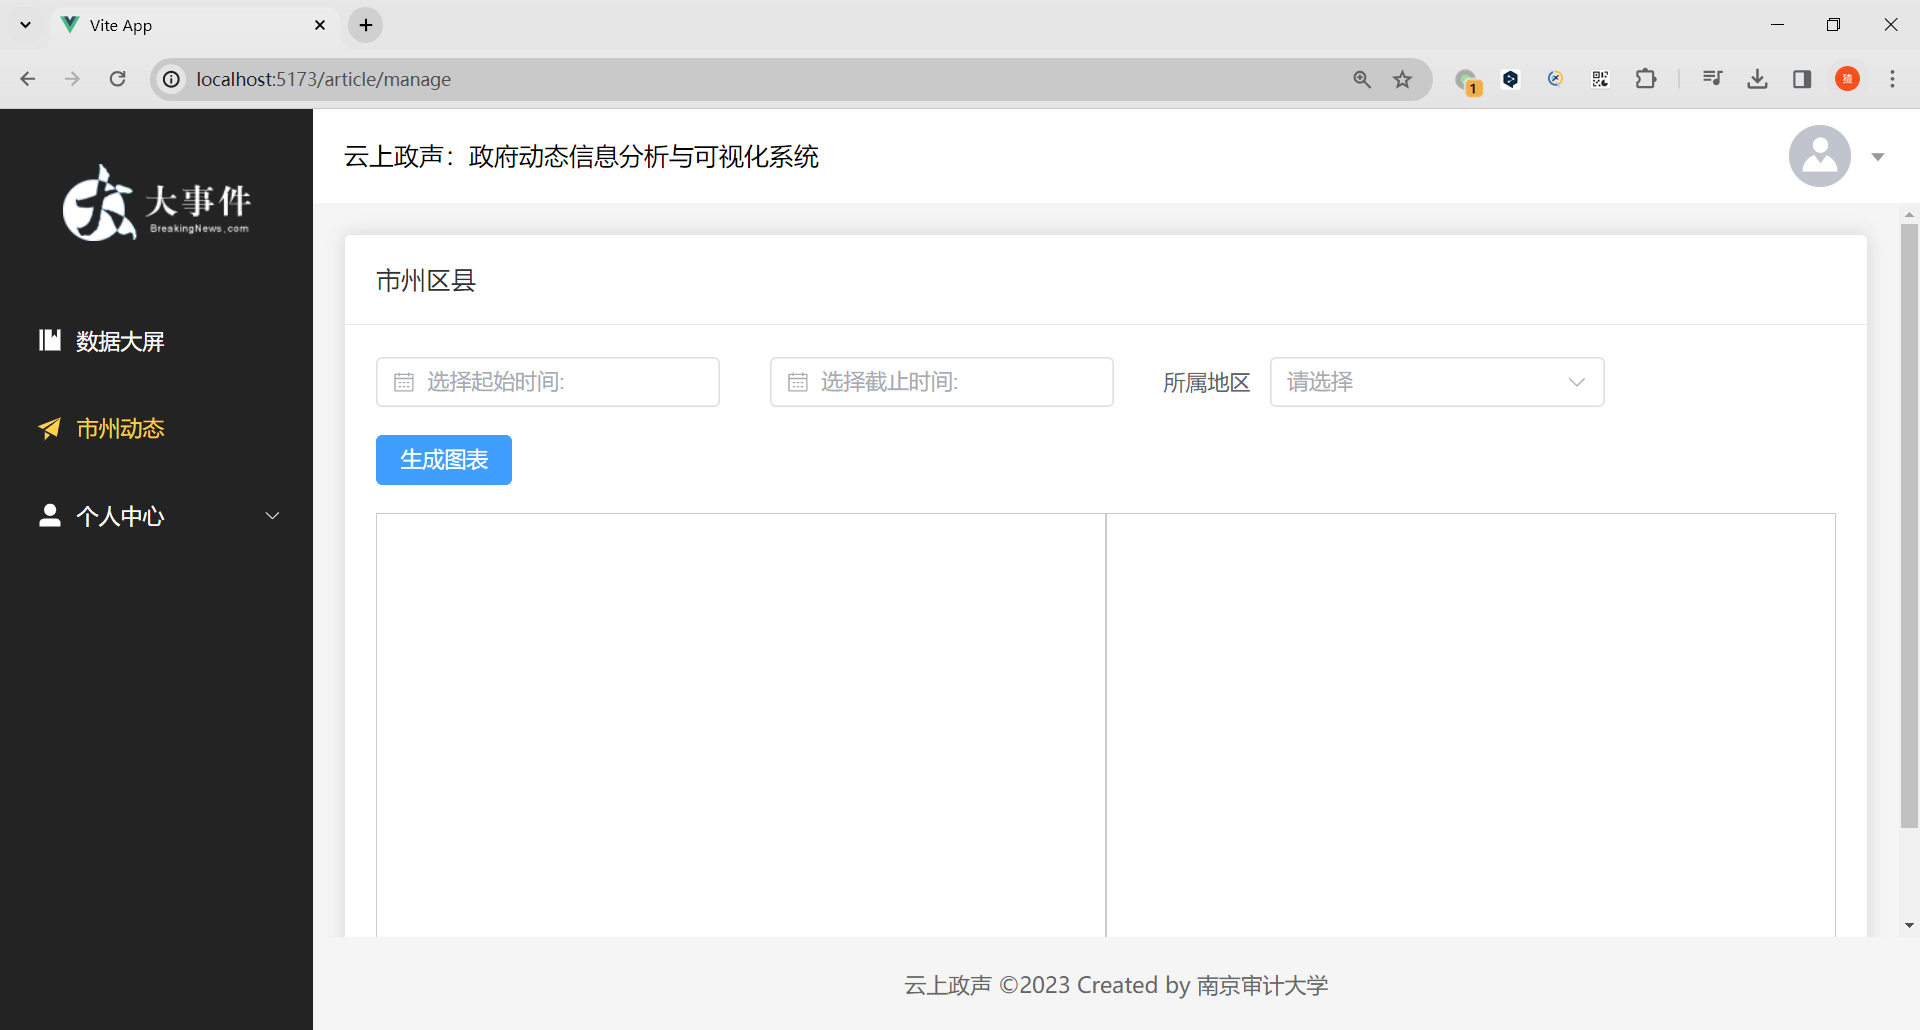 Vite App
localhost:5173/article/manage
1
猹
大事件
BreakingNews.com
云上政声：政府动态信息分析与可视化系统
数据大屏
市州动态
个人中心
市州区县
选择起始时间:
选择截止时间:
所属地区
请选择
生成图表
云上政声 ©2023 Created by 南京审计大学